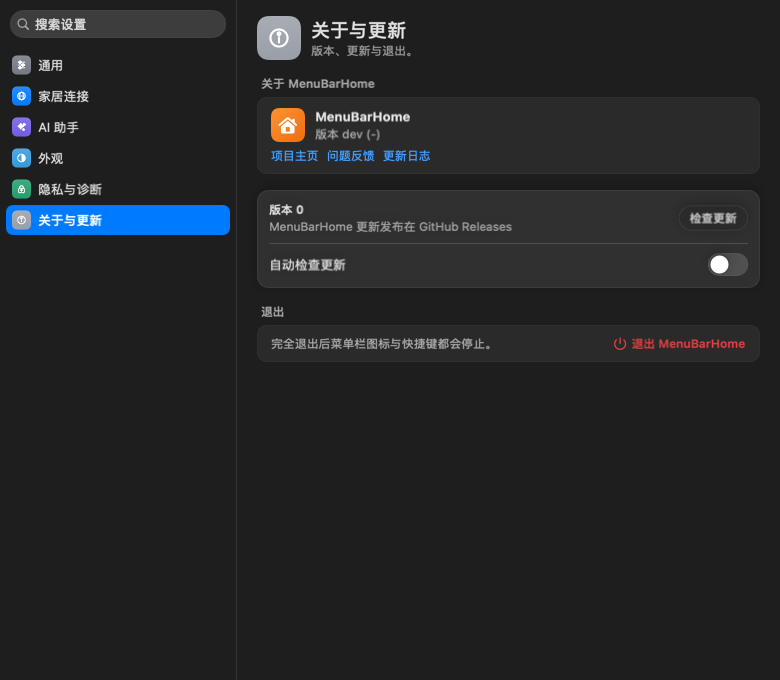 搜索设置
通用
家居连接
AI 助手
外观
隐私与诊断
关于与更新
关于与更新
版本、更新与退出。
关于 MenuBarHome
MenuBarHome
版本 dev (-)
项目主页 问题反馈 更新日志
版本 0
MenuBarHome 更新发布在 GitHub Releases
检查更新
自动检查更新
退出
完全退出后菜单栏图标与快捷键都会停止。
退出 MenuBarHome